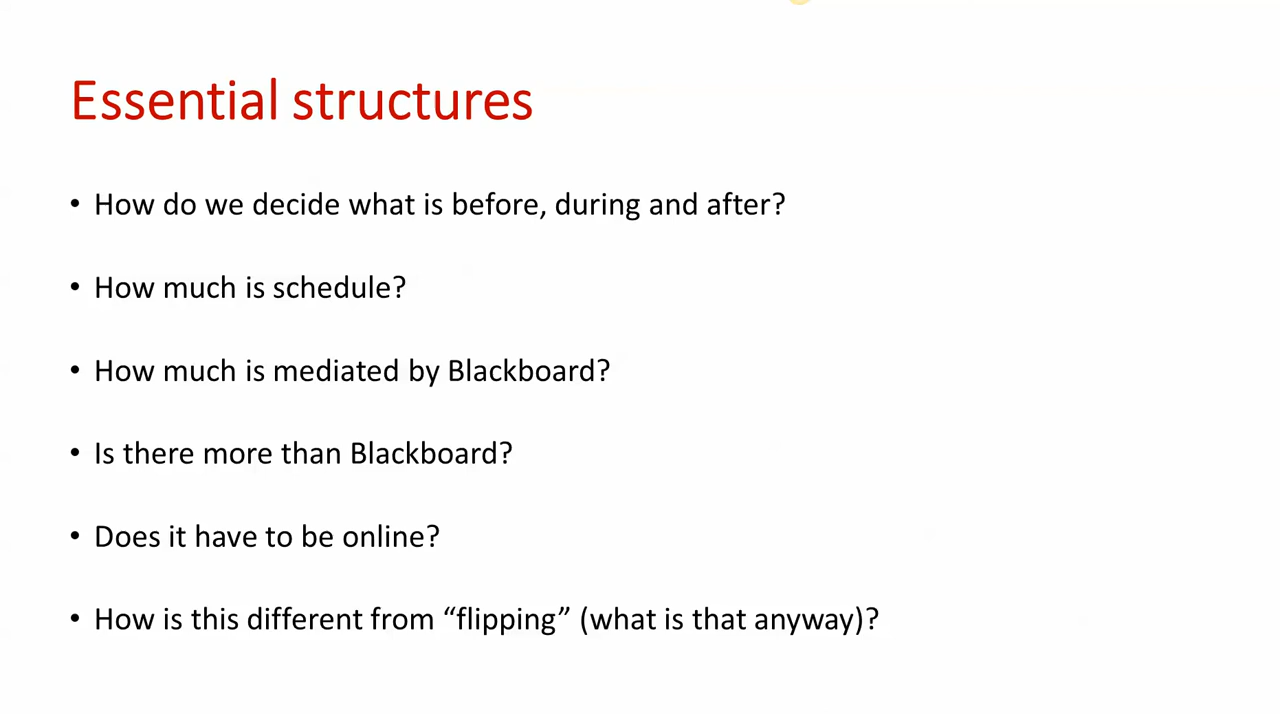 Essential structures
• How do we decide what is before, during and after?
• How much is schedule?
• How much is mediated by Blackboard?
• Is there more than Blackboard?
• Does it have to be online?
• How is this different from “flipping” (what is that anyway)?